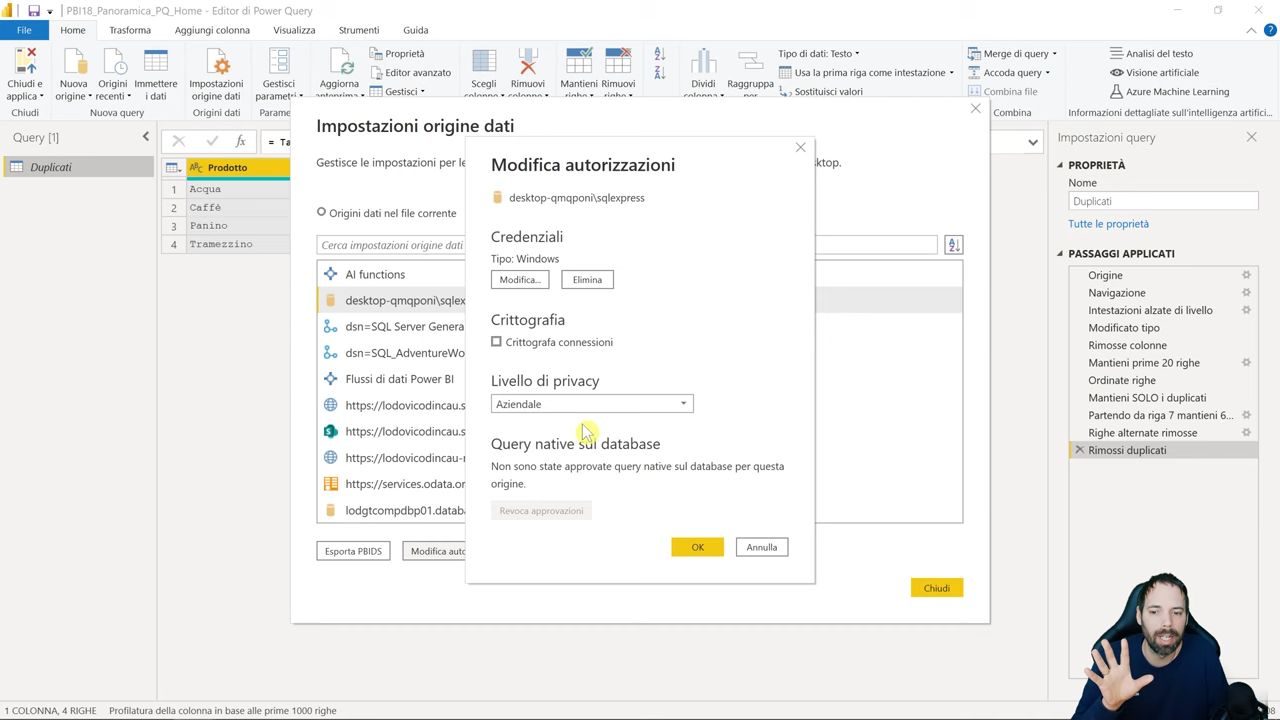 PBI18_Panoramica_PQ_Home - Editor di Power Query
File Home Trasforma Aggiungi colonna Visualizza Strumenti Guida
Chiudi e applica
Nuova origine
Origini recenti
Immettere i dati
Impostazioni origine dati
Gestisci parametri
Aggiorna anteprima
Proprietà
Editor avanzato
Gestisci
Scegli colonne
Rimuovi colonne
Mantieni righe
Rimuovi righe
Dividi colonna
Raggruppa per
Tipo di dati: Testo
Usa la prima riga come intestazione
Sostituisci valori
Merge di query
Accoda query
Combina file
Analisi del testo
Visione artificiale
Azure Machine Learning
Chiudi
Nuova query
Origini dati
Combina
Informazioni dettagliate sull'intelligenza artifici...
Query [1]
Duplicati
fx
= Ta
ABC Prodotto
1 Acqua
2 Caffè
3 Panino
4 Tramezzino
Impostazioni origine dati
Gestisce le impostazioni per le
sktop.
Origini dati nel file corrente
Cerca impostazioni origine dati
AI functions
desktop-qmqponi\sqlex
dsn=SQL Server Genera
dsn=SQL_AdventureWo
Flussi di dati Power BI
https://lodovicodincau.s
https://lodovicodincau.s
https://lodovicodincau-
https://services.odata.or
lodgtcompdbp01.databa
Esporta PBIDS
Modifica auto
Chiudi
Modifica autorizzazioni
desktop-qmqponi\sqlexpress
Credenziali
Tipo: Windows
Modifica...
Elimina
Crittografia
Crittografa connessioni
Livello di privacy
Aziendale
Query native sul database
Non sono state approvate query native sul database per questa
origine.
Revoca approvazioni
OK
Annulla
Impostazioni query
PROPRIETÀ
Nome
Duplicati
Tutte le proprietà
PASSAGGI APPLICATI
Origine
Navigazione
Intestazioni alzate di livello
Modificato tipo
Rimosse colonne
Mantieni prime 20 righe
Ordinate righe
Mantieni SOLO i duplicati
Partendo da riga 7 mantieni 6...
Righe alternate rimosse
Rimossi duplicati
1 COLONNA, 4 RIGHE Profilatura della colonna in base alle prime 1000 righe